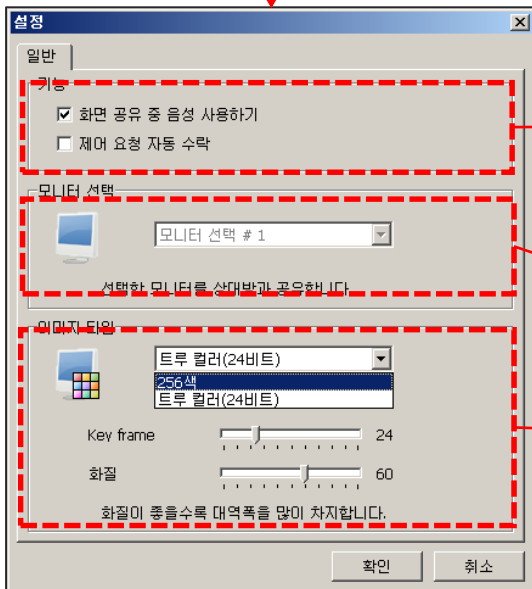 설정
일반
기능
화면 공유 중 음성 사용하기
제어 요청 자동 수락
모니터 선택
모니터 선택 # 1
선택한 모니터를 상대방과 공유합니다
이미지 타입
트루 컬러(24비트)
256색
트루 컬러(24비트)
Key frame 24
화질 60
화질이 좋을수록 대역폭을 많이 차지합니다.
확인 취소